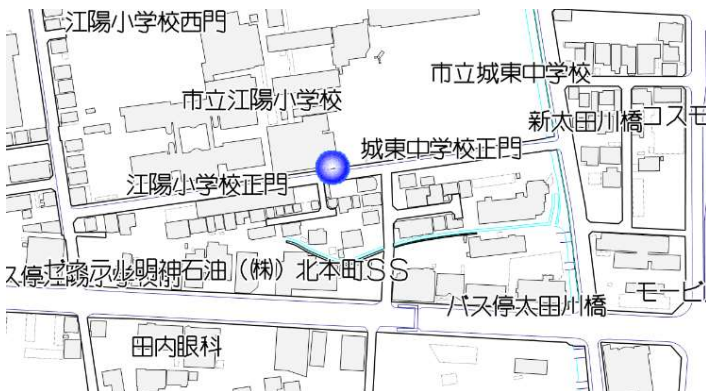 江陽小学校西門
市立城東中学校
市立江陽小学校
新太田川橋
コスモ
城東中学校正門
江陽小学校正門
明神石油（株）北本町ＳＳ
モービ
バス停太田川橋
田内眼科